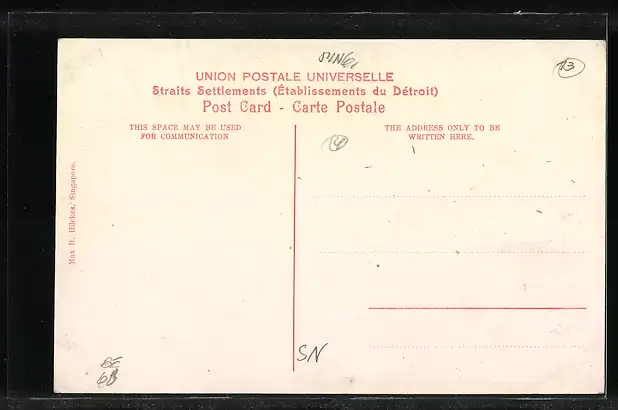 13
UNION POSTALE UNIVERSELLE
Straits Settlements (Établissements du Détroit)
Post Card - Carte Postale
THIS SPACE MAY BE USED
FOR COMMUNICATION
THE ADDRESS ONLY TO BE
WRITTEN HERE.
Max H. Hilckes, Singapore.
SN